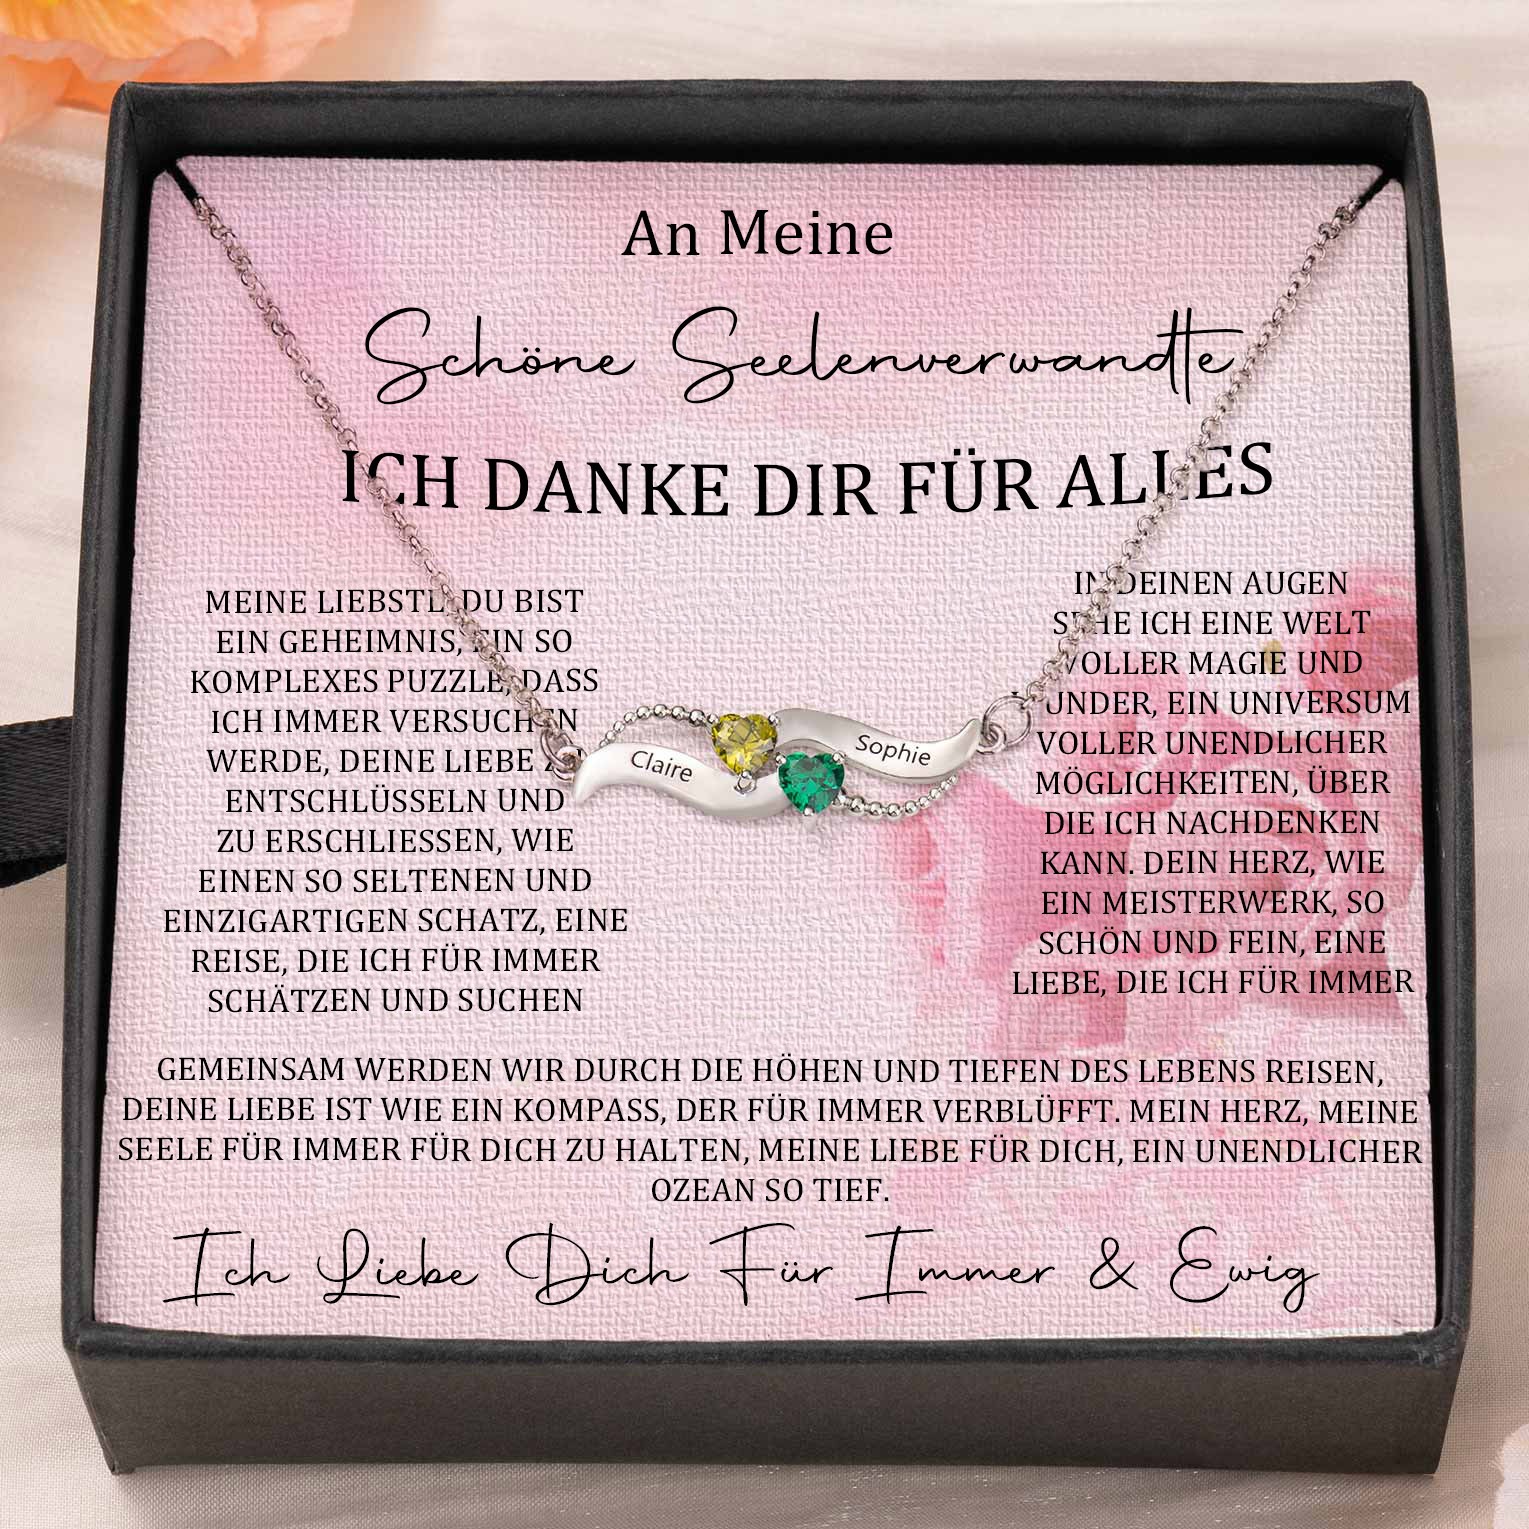 An Meine
Schöne Seelenverwandte
ICH DANKE DIR FÜR ALLES
MEINE LIEBSTE, DU BIST
EIN GEHEIMNIS, EIN SO
KOMPLEXES PUZZLE, DASS
ICH IMMER VERSUCHEN
WERDE, DEINE LIEBE
ENTSCHLÜSSELN UND
ZU ERSCHLIESSEN, WIE
EINEN SO SELTENEN UND
EINZIGARTIGEN SCHATZ, EINE
REISE, DIE ICH FÜR IMMER
SCHÄTZEN UND SUCHEN
Claire
Sophie
IN DEINEN AUGEN
SEHE ICH EINE WELT
VOLLER MAGIE UND
WUNDER, EIN UNIVERSUM
VOLLER UNENDLICHER
MÖGLICHKEITEN, ÜBER
DIE ICH NACHDENKEN
KANN. DEIN HERZ, WIE
EIN MEISTERWERK, SO
SCHÖN UND FEIN, EINE
LIEBE, DIE ICH FÜR IMMER
GEMEINSAM WERDEN WIR DURCH DIE HÖHEN UND TIEFEN DES LEBENS REISEN,
DEINE LIEBE IST WIE EIN KOMPASS, DER FÜR IMMER VERBLÜFFT. MEIN HERZ, MEINE
SEELE FÜR IMMER FÜR DICH ZU HALTEN, MEINE LIEBE FÜR DICH, EIN UNENDLICHER
OZEAN SO TIEF.
Ich Liebe Dich Für Immer & Ewig